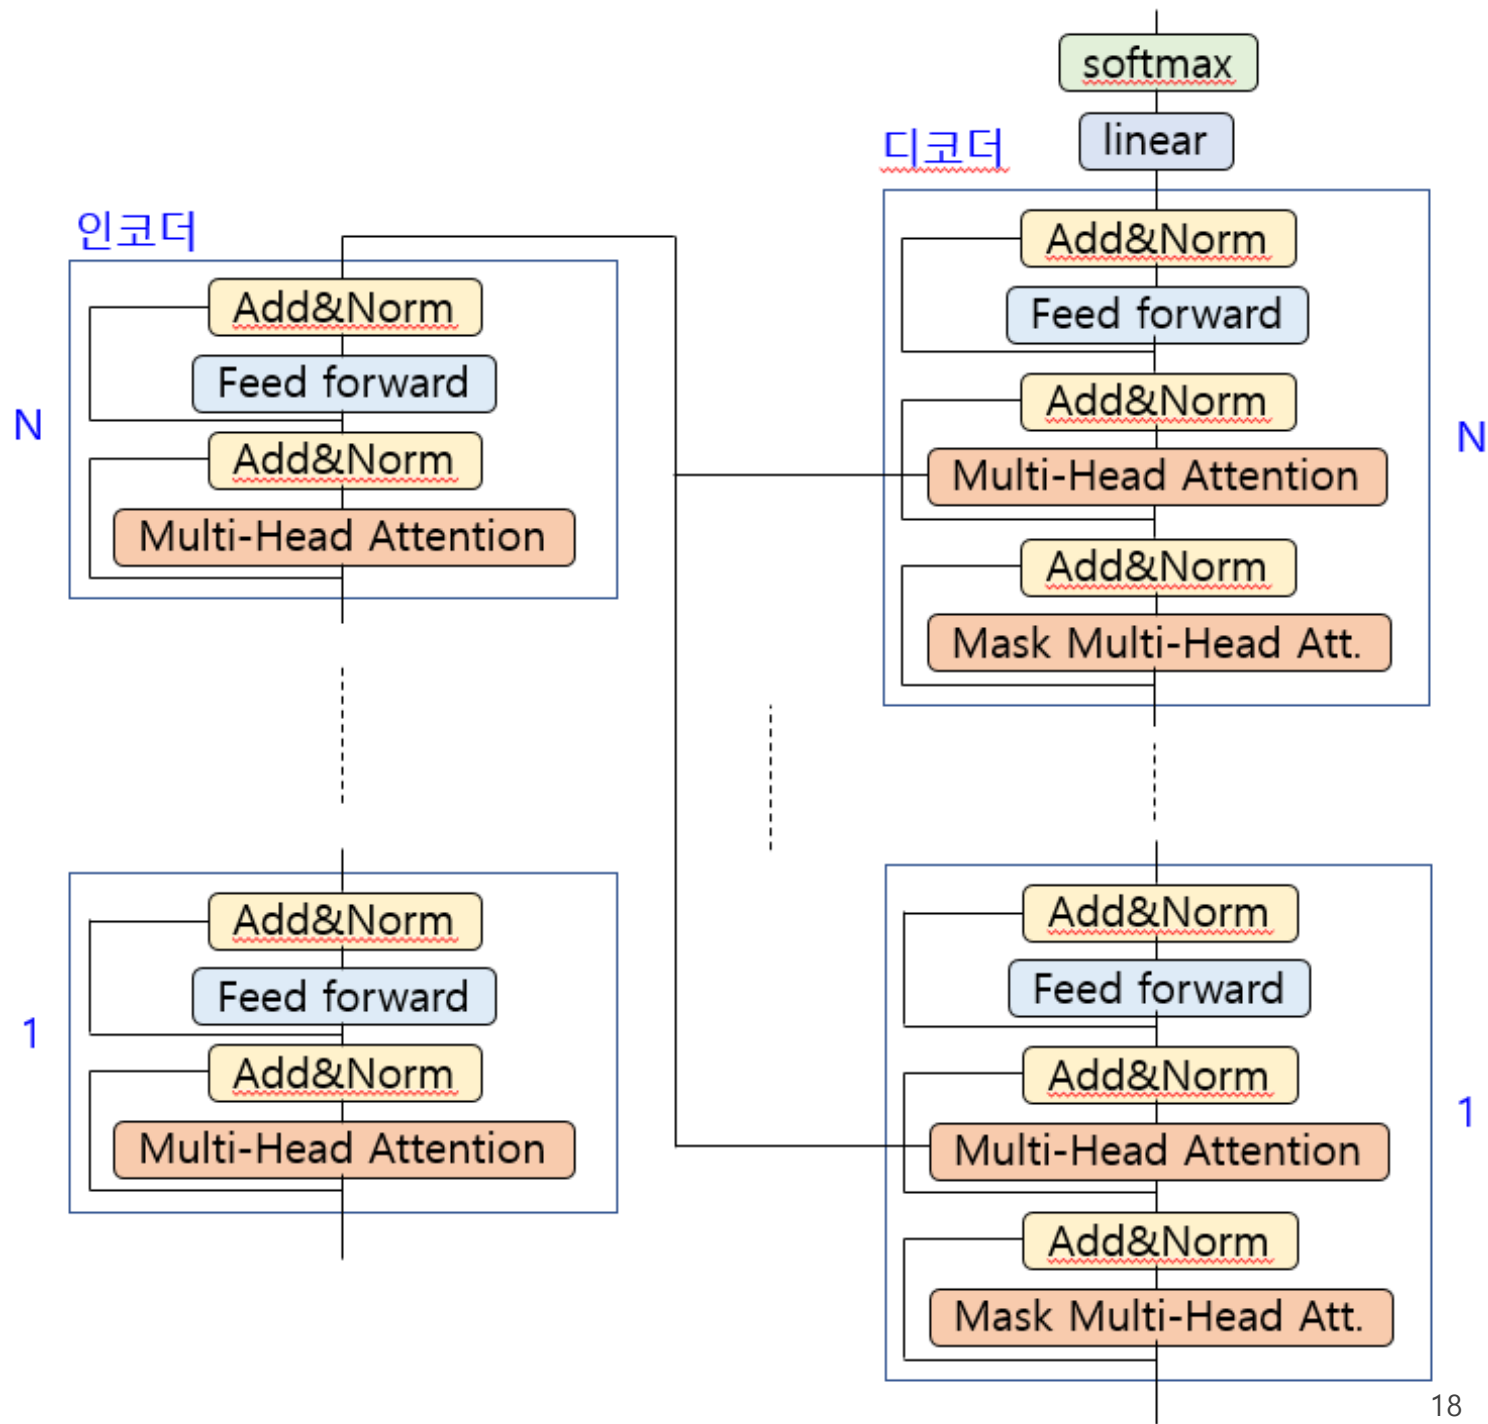 인코더
N
Add&Norm
Feed forward
Add&Norm
Multi-Head Attention
1
Add&Norm
Feed forward
Add&Norm
Multi-Head Attention
softmax
linear
디코더
Add&Norm
Feed forward
Add&Norm
Multi-Head Attention
Add&Norm
Mask Multi-Head Att.
N
Add&Norm
Feed forward
Add&Norm
Multi-Head Attention
Add&Norm
Mask Multi-Head Att.
1
18